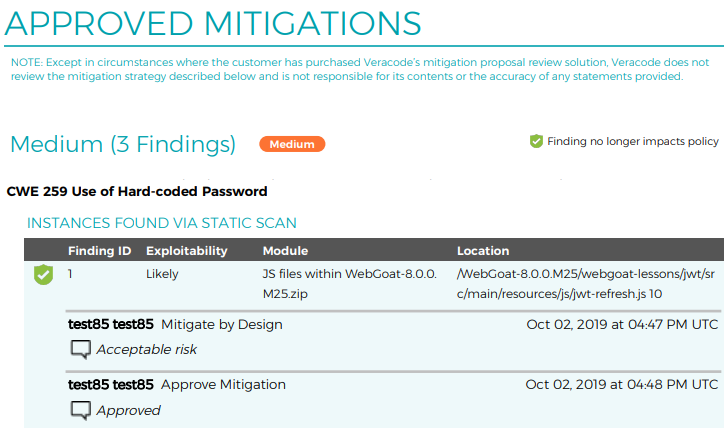 APPROVED MITIGATIONS
NOTE: Except in circumstances where the customer has purchased Veracode's mitigation proposal review solution, Veracode does not
review the mitigation strategy described below and is not responsible for its contents or the accuracy of any statements provided.
Medium (3 Findings) Medium Finding no longer impacts policy
CWE 259 Use of Hard-coded Password
INSTANCES FOUND VIA STATIC SCAN
Finding ID Exploitability Module Location
1 Likely JS files within WebGoat-8.0.0. /WebGoat-8.0.0.M25/webgoat-lessons/jwt/sr
M25.zip c/main/resources/js/jwt-refresh.js 10
test85 test85 Mitigate by Design Oct 02, 2019 at 04:47 PM UTC
Acceptable risk
test85 test85 Approve Mitigation Oct 02, 2019 at 04:48 PM UTC
Approved